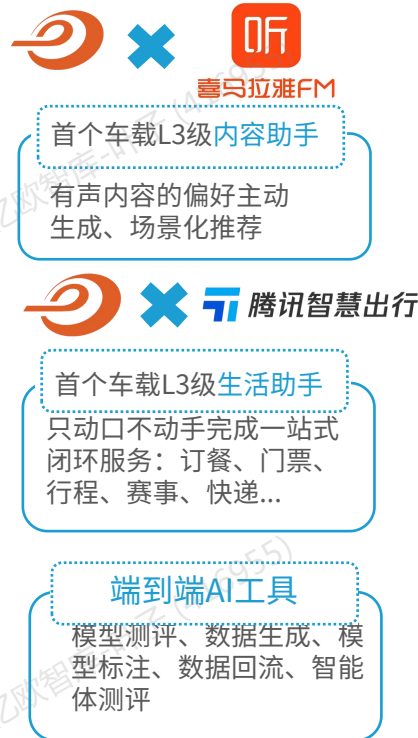 听
喜马拉雅FM
首个车载L3级内容助手
有声内容的偏好主动
生成、场景化推荐
腾讯智慧出行
首个车载L3级生活助手
只动口不动手完成一站式
闭环服务：订餐、门票、
行程、赛事、快递...
端到端AI工具
模型测评、数据生成、模
型标注、数据回流、智能
体测评